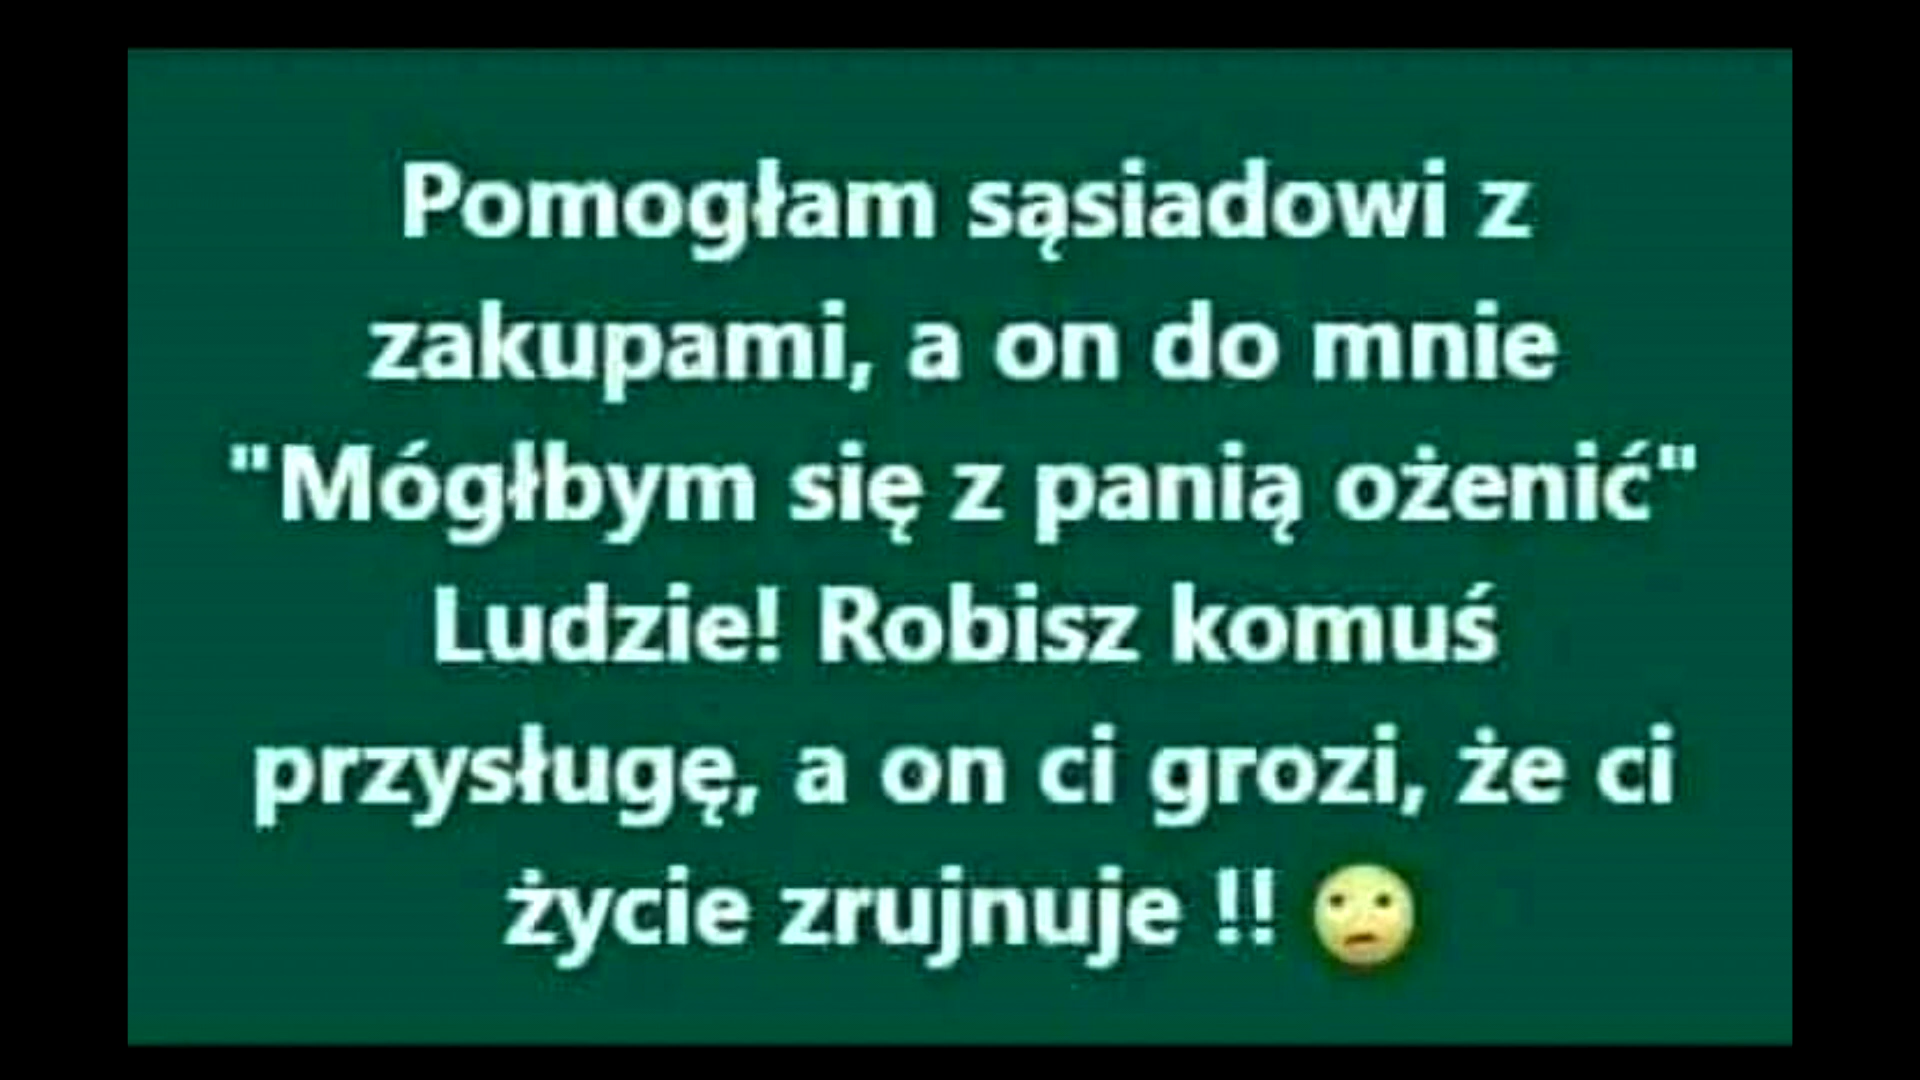 Pomogłam sąsiadowi z
zakupami, a on do mnie
"Mógłbym się z panią ożenić"
Ludzie! Robisz komuś
przysługę, a on ci grozi, że ci
życie zrujnuje !!